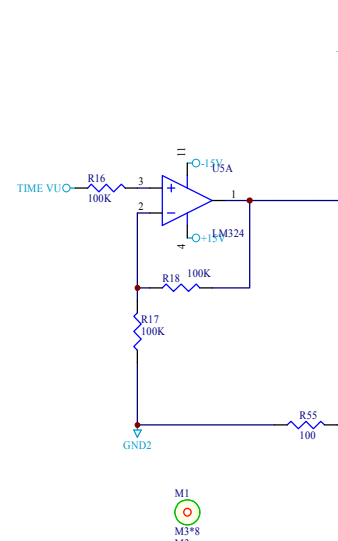 11
-15V
U5A
R16
3
TIME VU
100K
1
2
LM324
+15V
4
R18 100K
R17
100K
R55
100
GND2
M1
M3*8